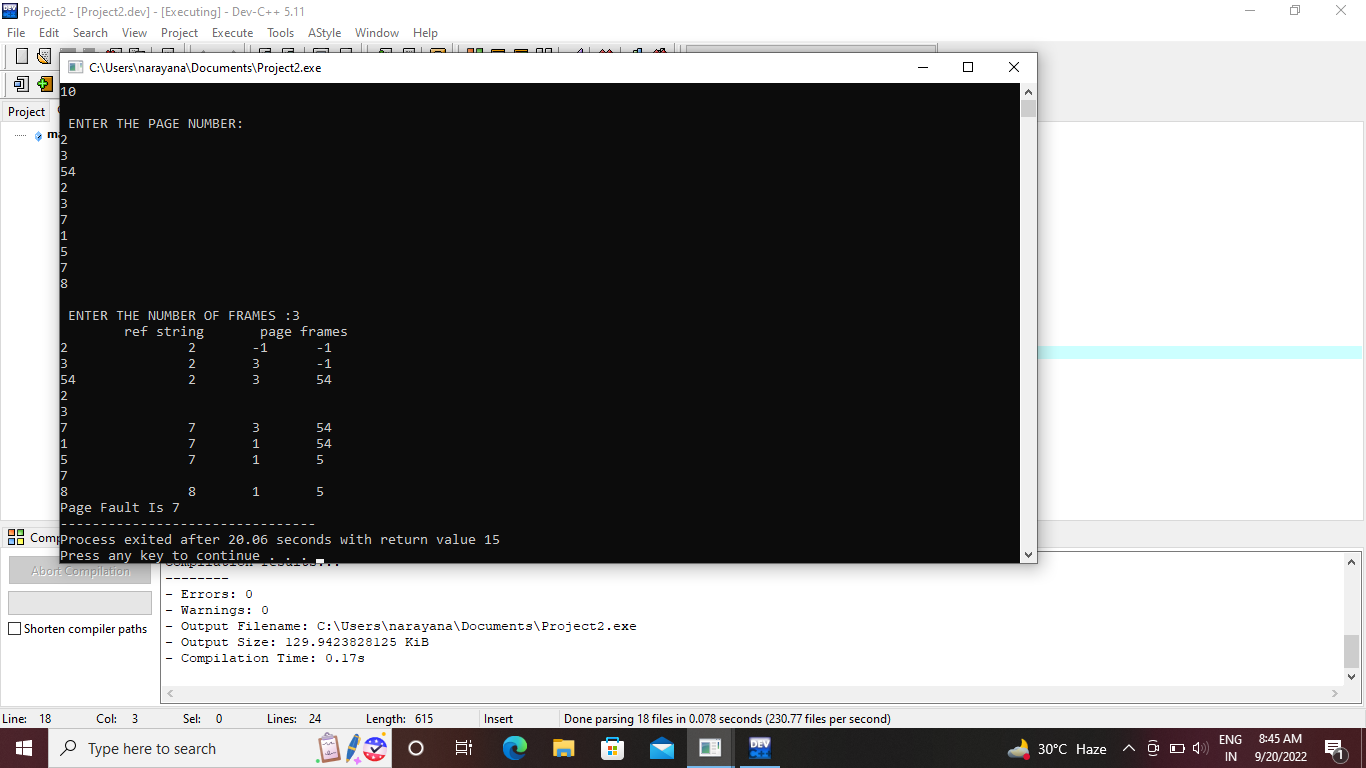 Project2 - [Project2.dev] - [Executing] - Dev-C++ 5.11
File Edit Search View Project Execute Tools AStyle Window Help
C:\Users\narayana\Documents\Project2.exe
Project
10
ENTER THE PAGE NUMBER:
2
3
54
2
3
7
1
5
7
8
ENTER THE NUMBER OF FRAMES :3
ref string page frames
2 2 -1 -1
3 2 3 -1
54 2 3 54
2
3
7 7 3 54
1 7 1 54
5 7 1 5
7
8 8 1 5
Page Fault Is 7
--------------------------------
Process exited after 20.06 seconds with return value 15
Press any key to continue . . .
Abort Compilation
Shorten compiler paths
Compilation results...
--------
- Errors: 0
- Warnings: 0
- Output Filename: C:\Users\narayana\Documents\Project2.exe
- Output Size: 129.9423828125 KiB
- Compilation Time: 0.17s
Line: 18 Col: 3 Sel: 0 Lines: 24 Length: 615 Insert Done parsing 18 files in 0.078 seconds (230.77 files per second)
Type here to search
DEV
30°C Haze
ENG
IN
8:45 AM
9/20/2022
1